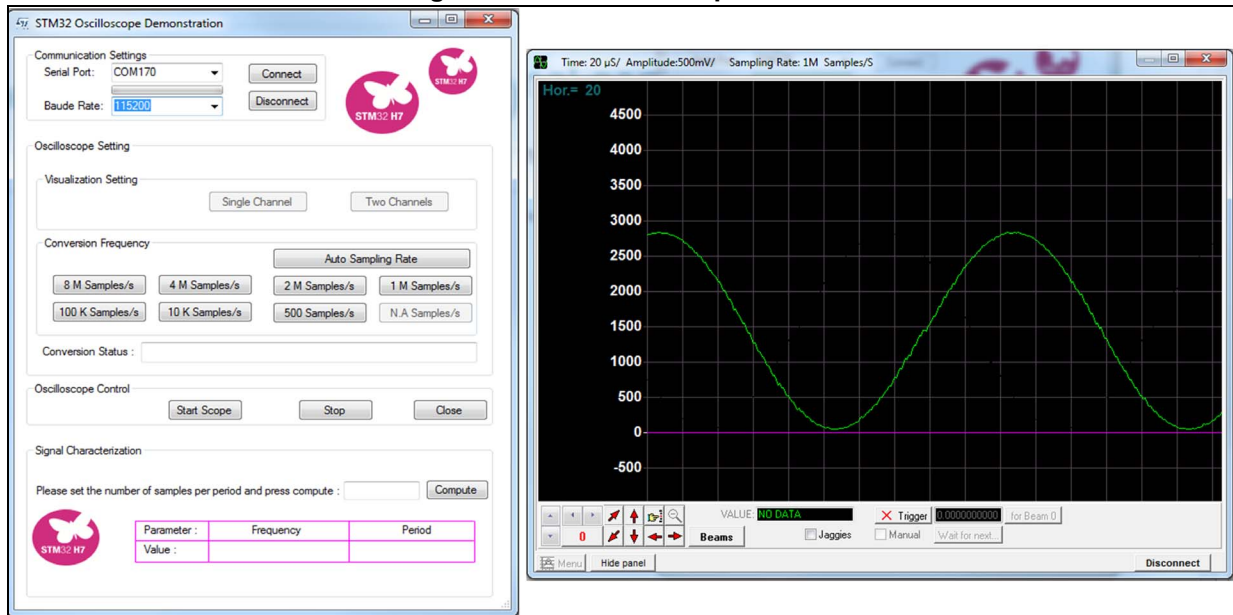 STM32 Oscilloscope Demonstration
Communication Settings
Serial Port: COM170 Connect
Baude Rate: 115200 Disconnect
STM32 H7
STM32 H7
Oscilloscope Setting
Visualization Setting
Single Channel Two Channels
Conversion Frequency
Auto Sampling Rate
8 M Samples/s 4 M Samples/s 2 M Samples/s 1 M Samples/s
100 K Samples/s 10 K Samples/s 500 Samples/s N.A Samples/s
Conversion Status :
Oscilloscope Control
Start Scope Stop Close
Signal Characterization
Please set the number of samples per period and press compute : Compute
STM32 H7
Parameter : Frequency Period
Value :
Time: 20 µS/ Amplitude:500mV/ Sampling Rate: 1M Samples/S
Hor.= 20
4500
4000
3500
3000
2500
2000
1500
1000
500
0
-500
VALUE: NO DATA Trigger 0.0000000000 for Beam 0
0 Beams Jaggies Manual Wait for next...
Menu Hide panel Disconnect